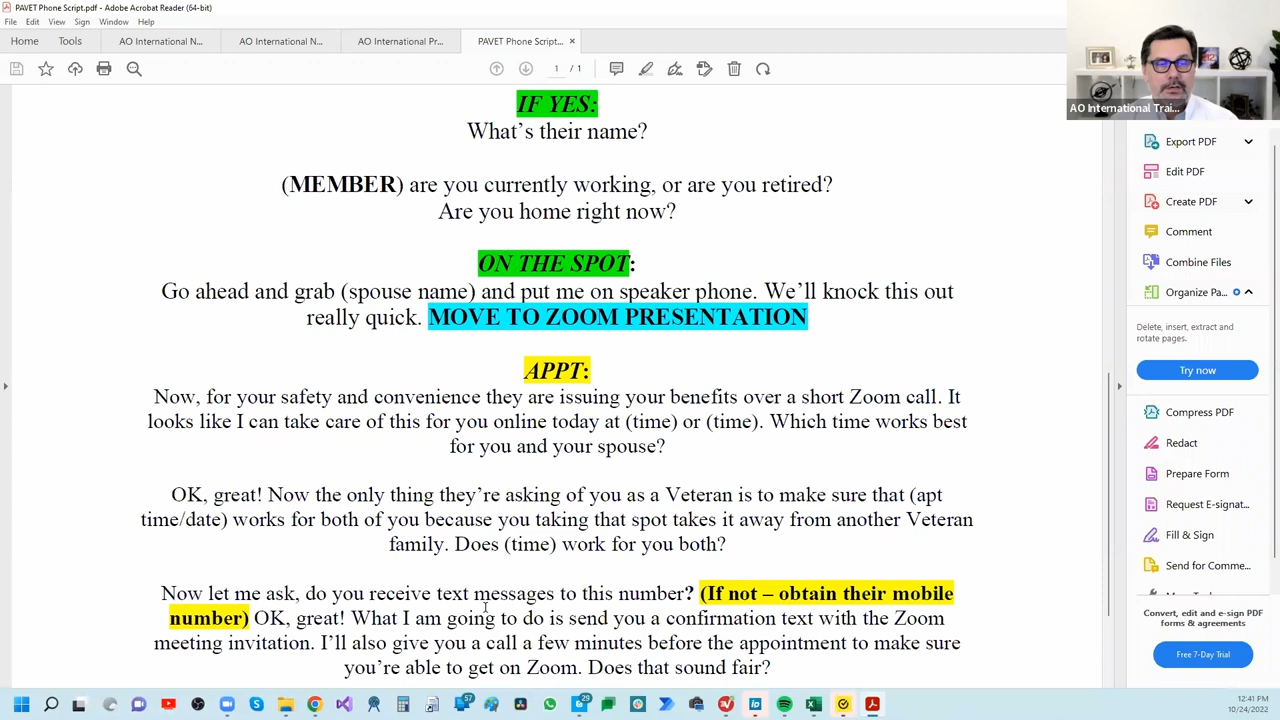 PAVET Phone Script.pdf - Adobe Acrobat Reader (64-bit)
File Edit View Sign Window Help
Home Tools AO International N... AO International N... AO International Pr... PAVET Phone Script... ×
1 / 1
AO International Trai...
IF YES:
What's their name?
(MEMBER) are you currently working, or are you retired?
Are you home right now?
ON THE SPOT:
Go ahead and grab (spouse name) and put me on speaker phone. We'll knock this out
really quick. MOVE TO ZOOM PRESENTATION
APPT:
Now, for your safety and convenience they are issuing your benefits over a short Zoom call. It
looks like I can take care of this for you online today at (time) or (time). Which time works best
for you and your spouse?
OK, great! Now the only thing they're asking of you as a Veteran is to make sure that (apt
time/date) works for both of you because you taking that spot takes it away from another Veteran
family. Does (time) work for you both?
Now let me ask, do you receive text messages to this number? (If not – obtain their mobile
number) OK, great! What I am going to do is send you a confirmation text with the Zoom
meeting invitation. I'll also give you a call a few minutes before the appointment to make sure
you're able to get on Zoom. Does that sound fair?
Export PDF
Edit PDF
Create PDF
Comment
Combine Files
Organize Pa...
Delete, insert, extract and
rotate pages.
Try now
Compress PDF
Redact
Prepare Form
Request E-signat...
Fill & Sign
Send for Comme...
Convert, edit and e-sign PDF
forms & agreements
Free 7-Day Trial
57
29
12:41 PM
10/24/2022